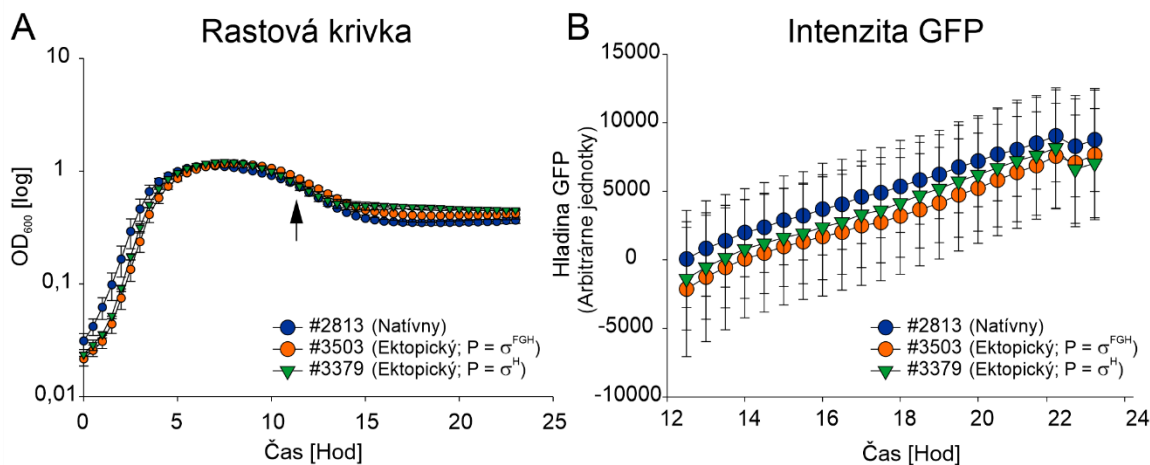 A
Rastová krivka
OD600 [log]
10
1
0,1
0,01
#2813 (Natívny)
#3503 (Ektopický; P = σFGH)
#3379 (Ektopický; P = σH)
0
5
10
15
20
25
Čas [Hod]
B
Intenzita GFP
Hladina GFP
(Arbitrárne jednotky)
15000
10000
5000
0
-5000
-10000
#2813 (Natívny)
#3503 (Ektopický; P = σFGH)
#3379 (Ektopický; P = σH)
12
14
16
18
20
22
24
Čas [Hod]